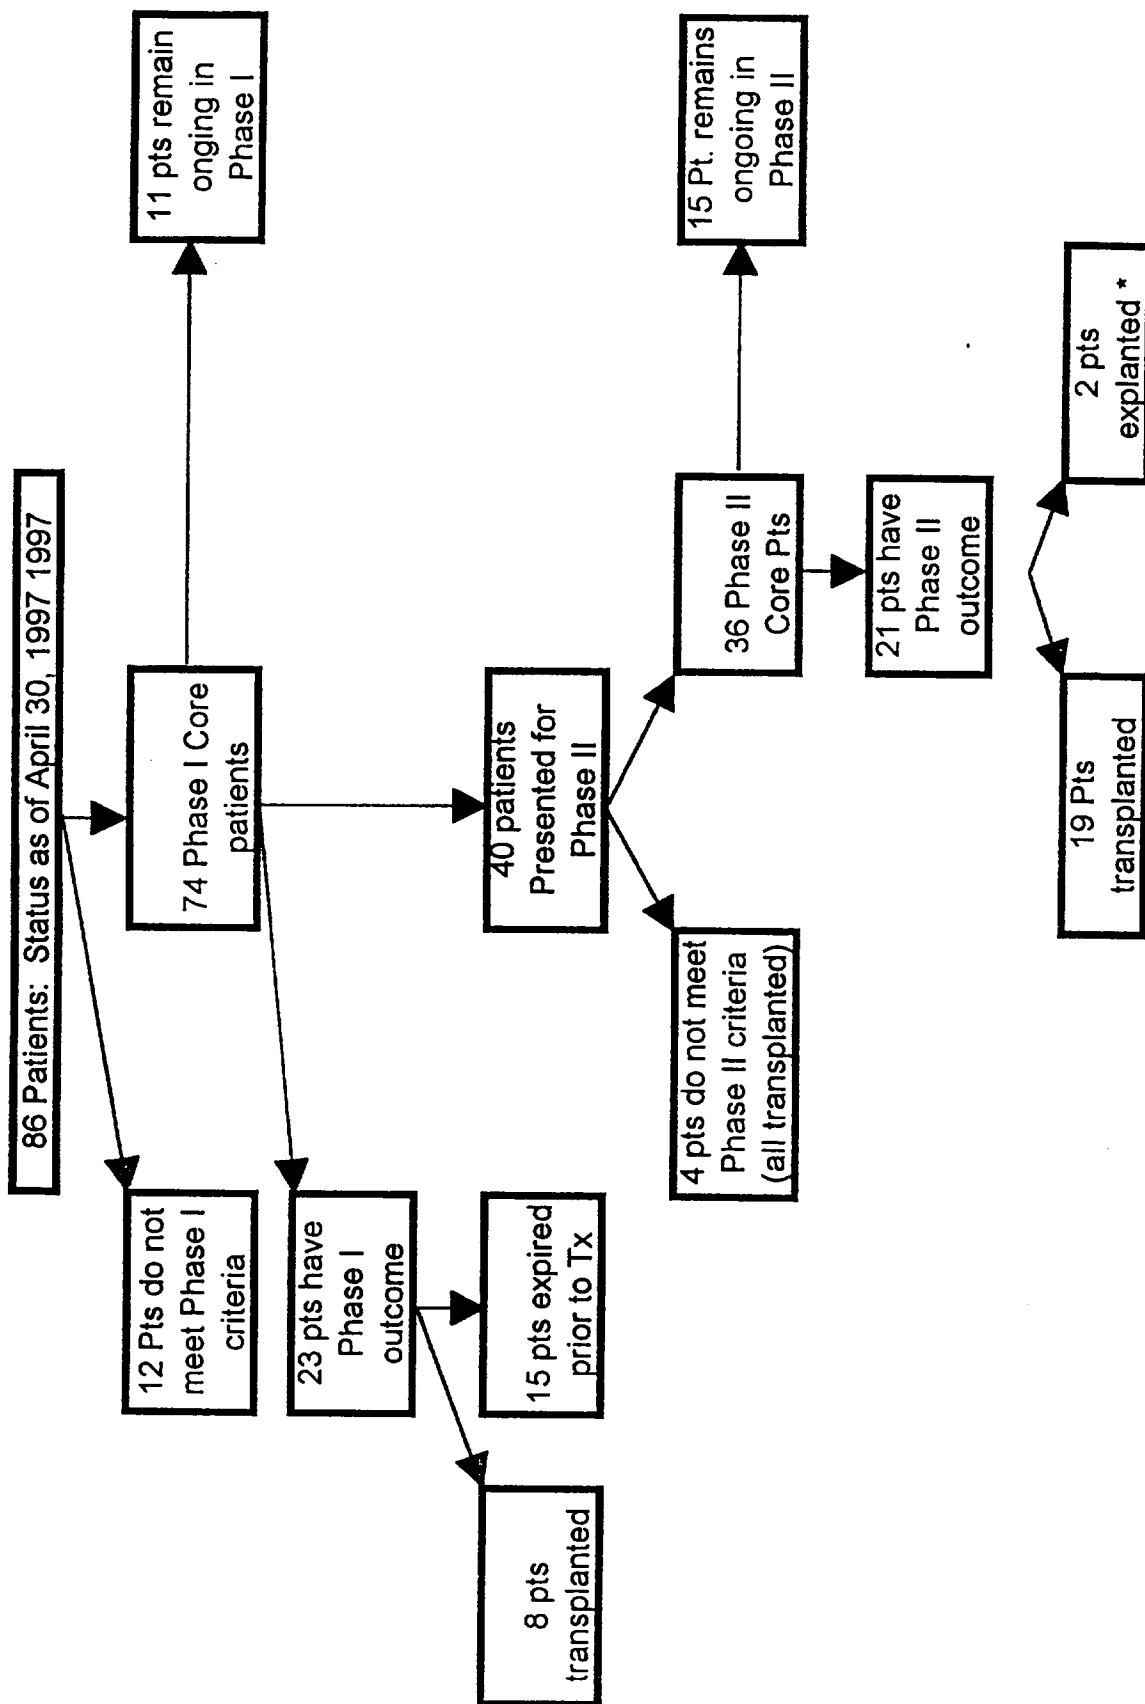 86 Patients:  Status as of April 30, 1997 1997
12 Pts do not
meet Phase I
criteria
74 Phase I Core
patients
11 pts remain
onging in
Phase I
23 pts have
Phase I
outcome
8 pts
transplanted
15 pts expired
prior to Tx
40 patients
Presented for
Phase II
4 pts do not meet
Phase II criteria
(all transplanted)
36 Phase II
Core Pts
15 Pt. remains
ongoing in
Phase II
21 pts have
Phase II
outcome
19 Pts
transplanted
2 pts
explanted *